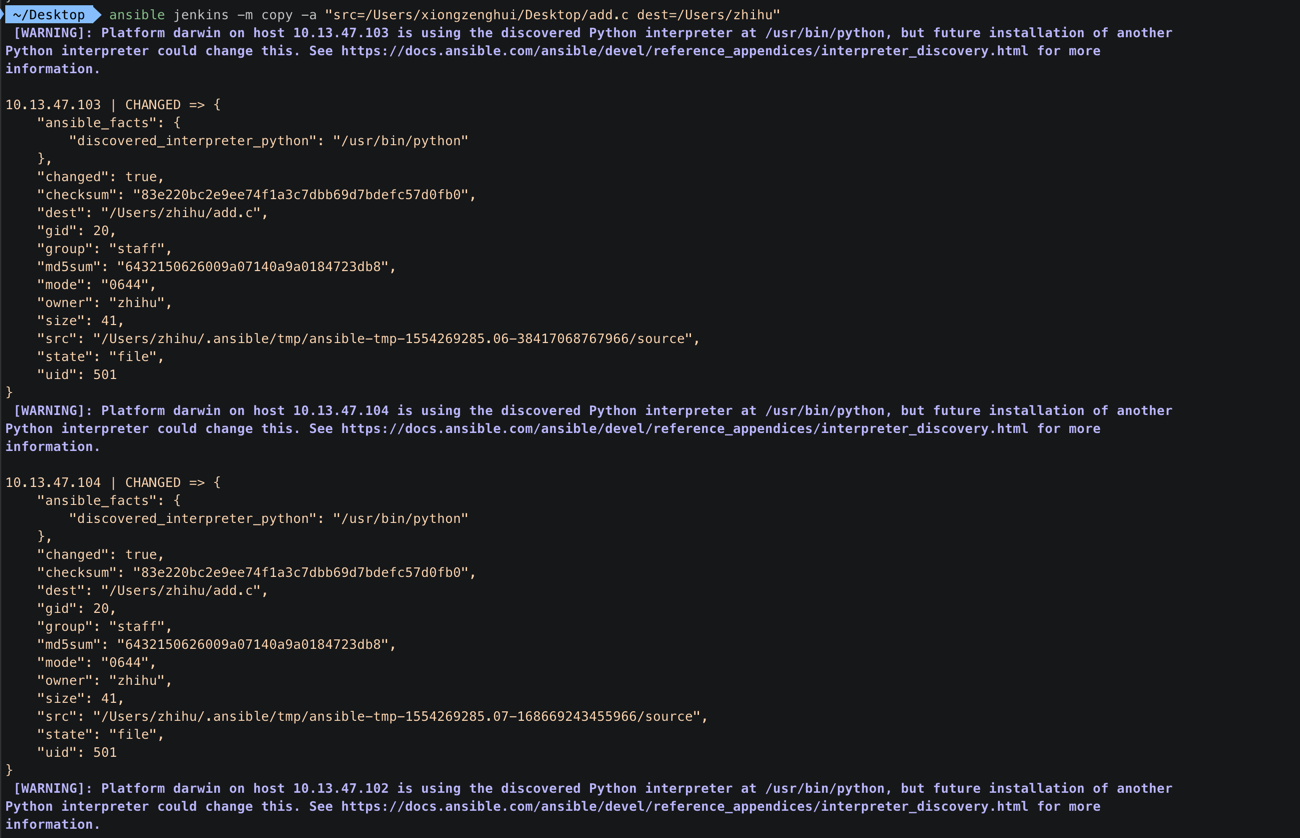 ~/Desktop ansible jenkins -m copy -a "src=/Users/xiongzenghui/Desktop/add.c dest=/Users/zhihu"
[WARNING]: Platform darwin on host 10.13.47.103 is using the discovered Python interpreter at /usr/bin/python, but future installation of another
Python interpreter could change this. See https://docs.ansible.com/ansible/devel/reference_appendices/interpreter_discovery.html for more
information.

10.13.47.103 | CHANGED => {
    "ansible_facts": {
        "discovered_interpreter_python": "/usr/bin/python"
    },
    "changed": true,
    "checksum": "83e220bc2e9ee74f1a3c7dbb69d7bdefc57d0fb0",
    "dest": "/Users/zhihu/add.c",
    "gid": 20,
    "group": "staff",
    "md5sum": "6432150626009a07140a9a0184723db8",
    "mode": "0644",
    "owner": "zhihu",
    "size": 41,
    "src": "/Users/zhihu/.ansible/tmp/ansible-tmp-1554269285.06-38417068767966/source",
    "state": "file",
    "uid": 501
}
[WARNING]: Platform darwin on host 10.13.47.104 is using the discovered Python interpreter at /usr/bin/python, but future installation of another
Python interpreter could change this. See https://docs.ansible.com/ansible/devel/reference_appendices/interpreter_discovery.html for more
information.

10.13.47.104 | CHANGED => {
    "ansible_facts": {
        "discovered_interpreter_python": "/usr/bin/python"
    },
    "changed": true,
    "checksum": "83e220bc2e9ee74f1a3c7dbb69d7bdefc57d0fb0",
    "dest": "/Users/zhihu/add.c",
    "gid": 20,
    "group": "staff",
    "md5sum": "6432150626009a07140a9a0184723db8",
    "mode": "0644",
    "owner": "zhihu",
    "size": 41,
    "src": "/Users/zhihu/.ansible/tmp/ansible-tmp-1554269285.07-168669243455966/source",
    "state": "file",
    "uid": 501
}
[WARNING]: Platform darwin on host 10.13.47.102 is using the discovered Python interpreter at /usr/bin/python, but future installation of another
Python interpreter could change this. See https://docs.ansible.com/ansible/devel/reference_appendices/interpreter_discovery.html for more
information.